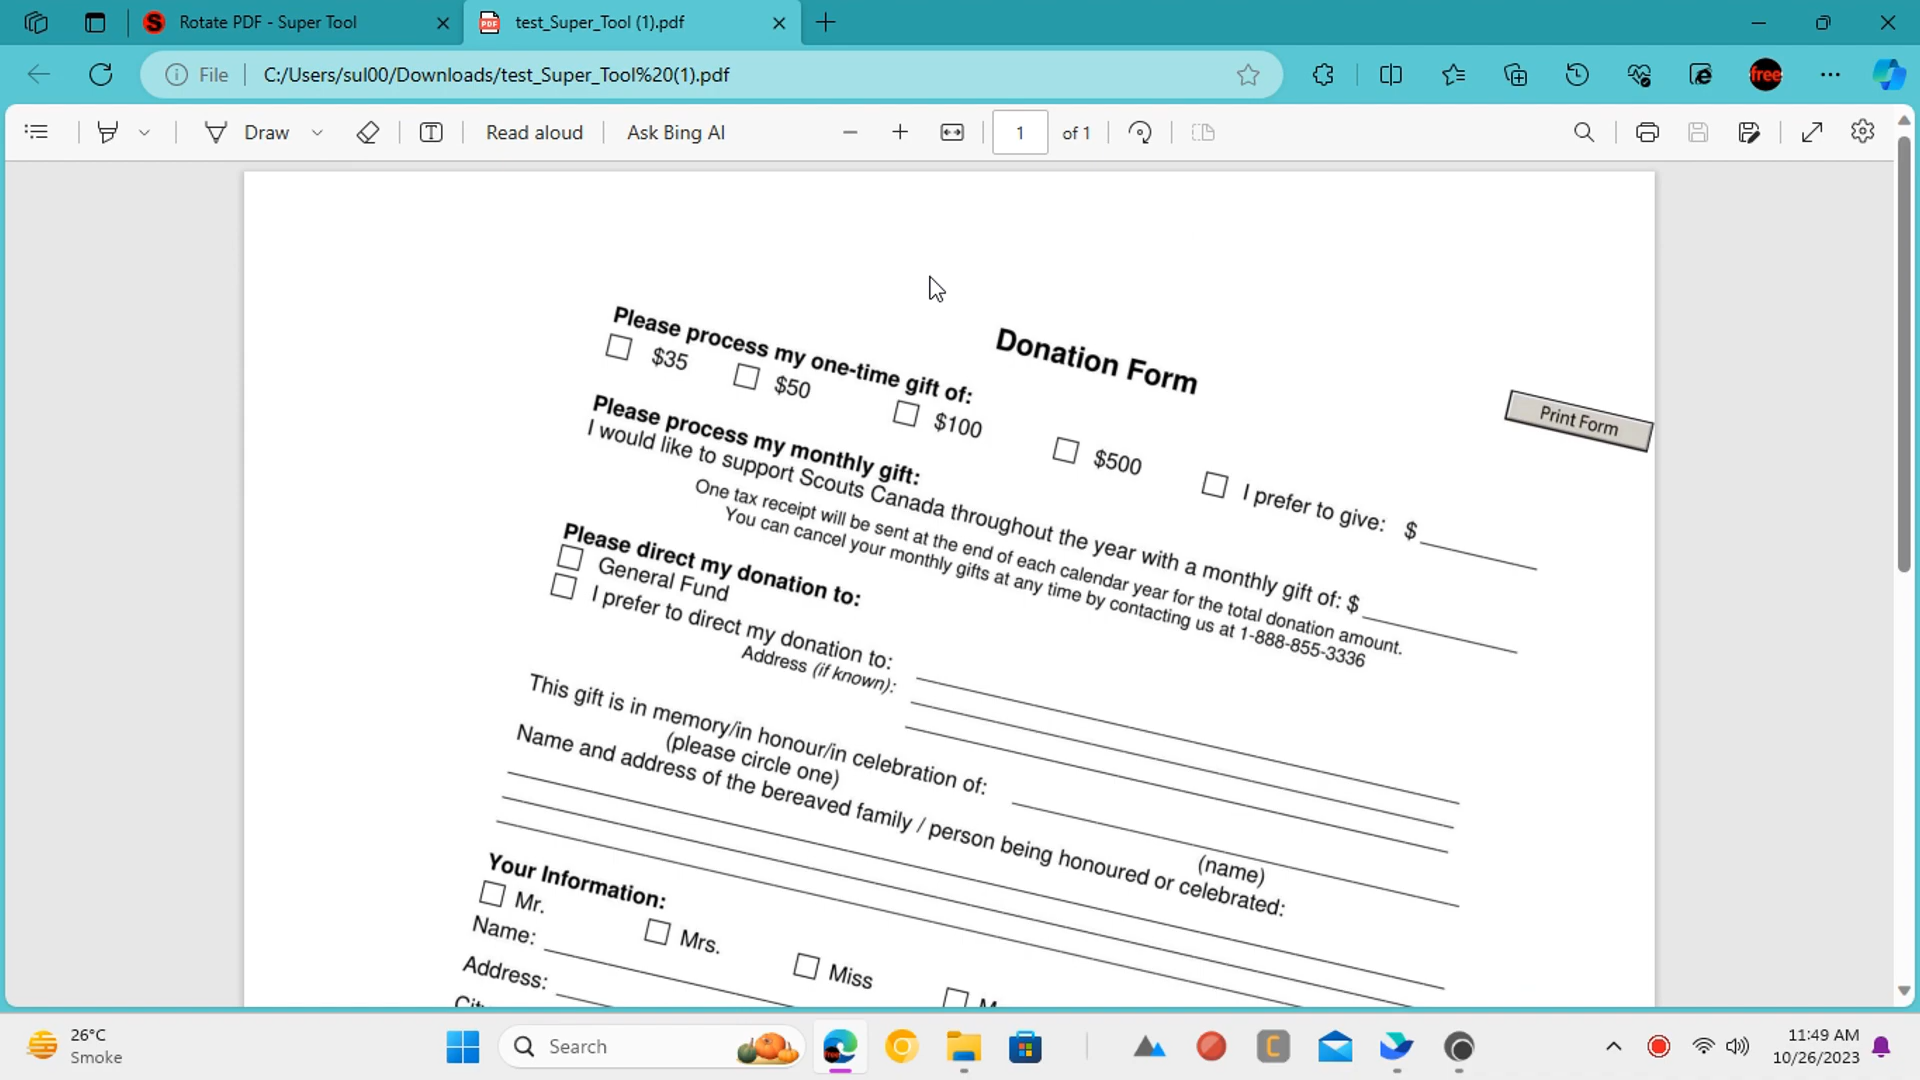 Rotate PDF - Super Tool
test_Super_Tool (1).pdf
File
C:/Users/sul00/Downloads/test_Super_Tool%20(1).pdf
free
Draw
Read aloud
Ask Bing AI
1
of 1
Donation Form
Print Form
Please process my one-time gift of:
$35 $50 $100 $500 I prefer to give: $
Please process my monthly gift:
I would like to support Scouts Canada throughout the year with a monthly gift of: $
One tax receipt will be sent at the end of each calendar year for the total donation amount.
You can cancel your monthly gifts at any time by contacting us at 1-888-855-3336
Please direct my donation to:
General Fund
I prefer to direct my donation to:
Address (if known):
This gift is in memory/in honour/in celebration of:
(please circle one)
(name)
Name and address of the bereaved family / person being honoured or celebrated:
Your Information:
Mr. Mrs. Miss
Name:
Address:
26°C
Smoke
Search
11:49 AM
10/26/2023